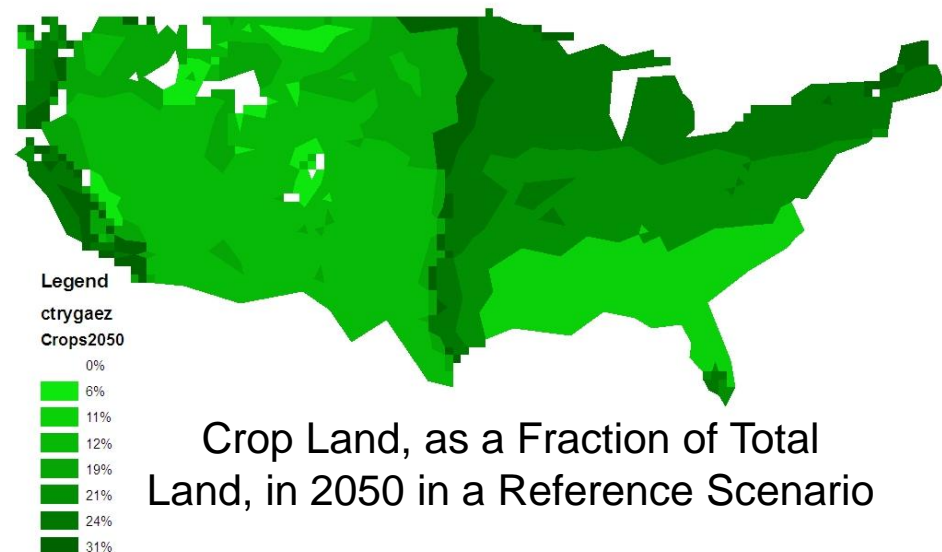 Legend
ctrygaez
Crops2050
0%
6%
11%
12%
19%
21%
24%
31%
Crop Land, as a Fraction of Total
Land, in 2050 in a Reference Scenario